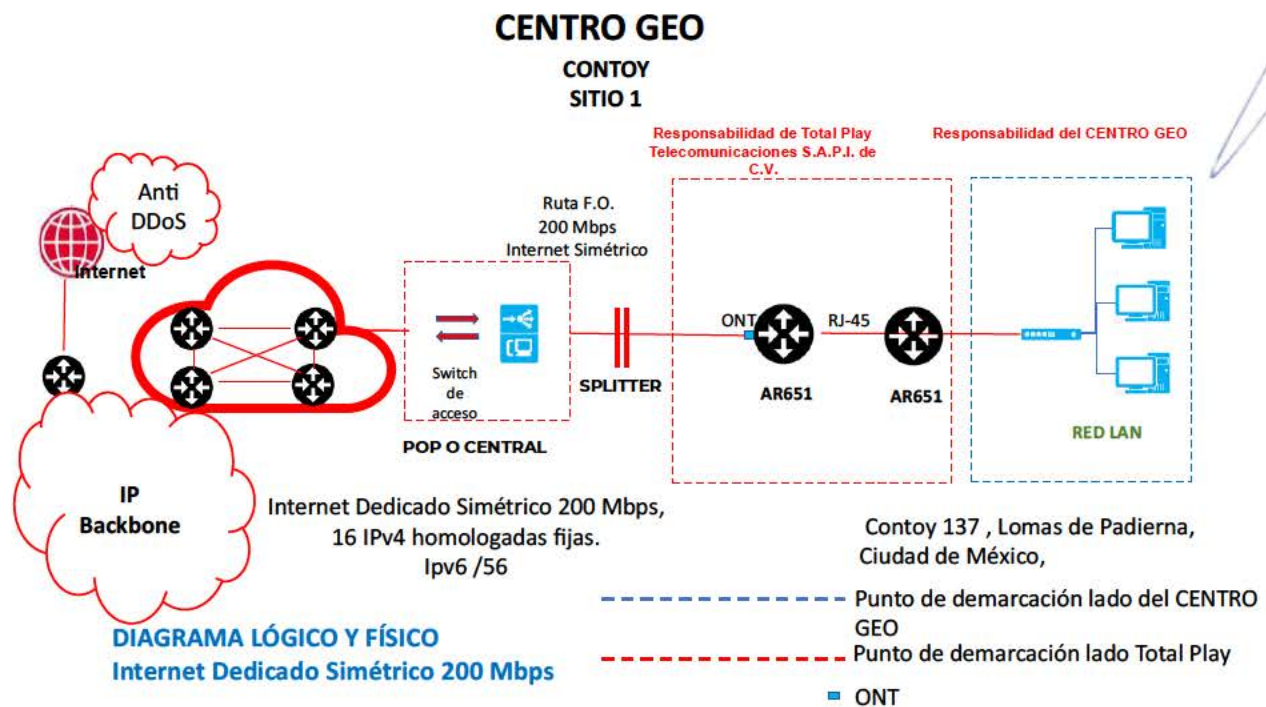 CENTRO GEO
CONTOY
SITIO 1
Responsabilidad de Total Play
Telecomunicaciones S.A.P.I. de
C.V.
Responsabilidad del CENTRO GEO
Anti
DDoS
Internet
Ruta F.O.
200 Mbps
Internet Simétrico
Switch
de
acceso
POP O CENTRAL
SPLITTER
ONT
AR651
RJ-45
AR651
RED LAN
IP
Backbone
Internet Dedicado Simétrico 200 Mbps,
16 IPv4 homologadas fijas.
Ipv6 /56
Contoy 137 , Lomas de Padierna,
Ciudad de México,
Punto de demarcación lado del CENTRO
GEO
Punto de demarcación lado Total Play
ONT
DIAGRAMA LÓGICO Y FÍSICO
Internet Dedicado Simétrico 200 Mbps